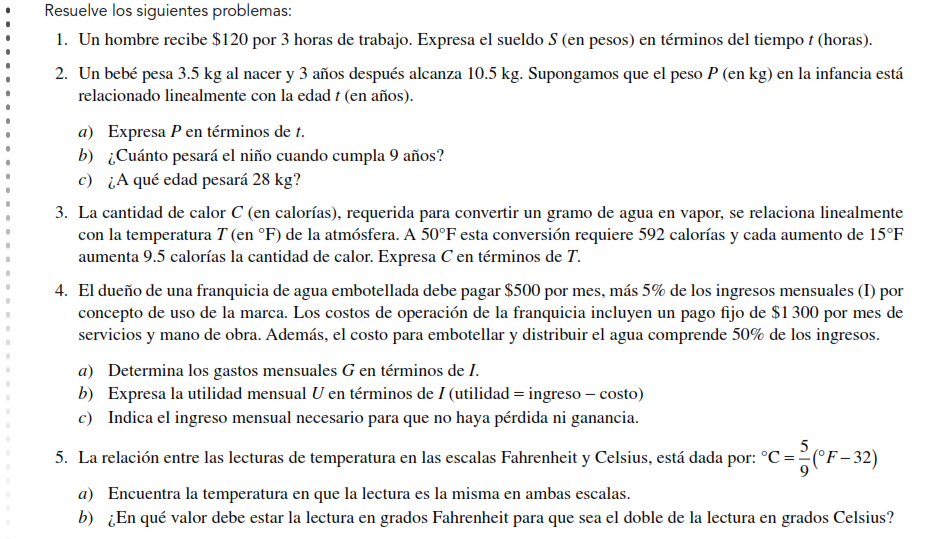 Resuelve los siguientes problemas:
1. Un hombre recibe $120 por 3 horas de trabajo. Expresa el sueldo S (en pesos) en términos del tiempo t (horas).
2. Un bebé pesa 3.5 kg al nacer y 3 años después alcanza 10.5 kg. Supongamos que el peso P (en kg) en la infancia está
relacionado linealmente con la edad t (en años).
a) Expresa P en términos de t.
b) ¿Cuánto pesará el niño cuando cumpla 9 años?
c) ¿A qué edad pesará 28 kg?
3. La cantidad de calor C (en calorías), requerida para convertir un gramo de agua en vapor, se relaciona linealmente
con la temperatura T (en °F) de la atmósfera. A 50°F esta conversión requiere 592 calorías y cada aumento de 15°F
aumenta 9.5 calorías la cantidad de calor. Expresa C en términos de T.
4. El dueño de una franquicia de agua embotellada debe pagar $500 por mes, más 5% de los ingresos mensuales (I) por
concepto de uso de la marca. Los costos de operación de la franquicia incluyen un pago fijo de $1 300 por mes de
servicios y mano de obra. Además, el costo para embotellar y distribuir el agua comprende 50% de los ingresos.
a) Determina los gastos mensuales G en términos de I.
b) Expresa la utilidad mensual U en términos de I (utilidad = ingreso – costo)
c) Indica el ingreso mensual necesario para que no haya pérdida ni ganancia.
5. La relación entre las lecturas de temperatura en las escalas Fahrenheit y Celsius, está dada por: °C = 5/9 (°F – 32)
a) Encuentra la temperatura en que la lectura es la misma en ambas escalas.
b) ¿En qué valor debe estar la lectura en grados Fahrenheit para que sea el doble de la lectura en grados Celsius?